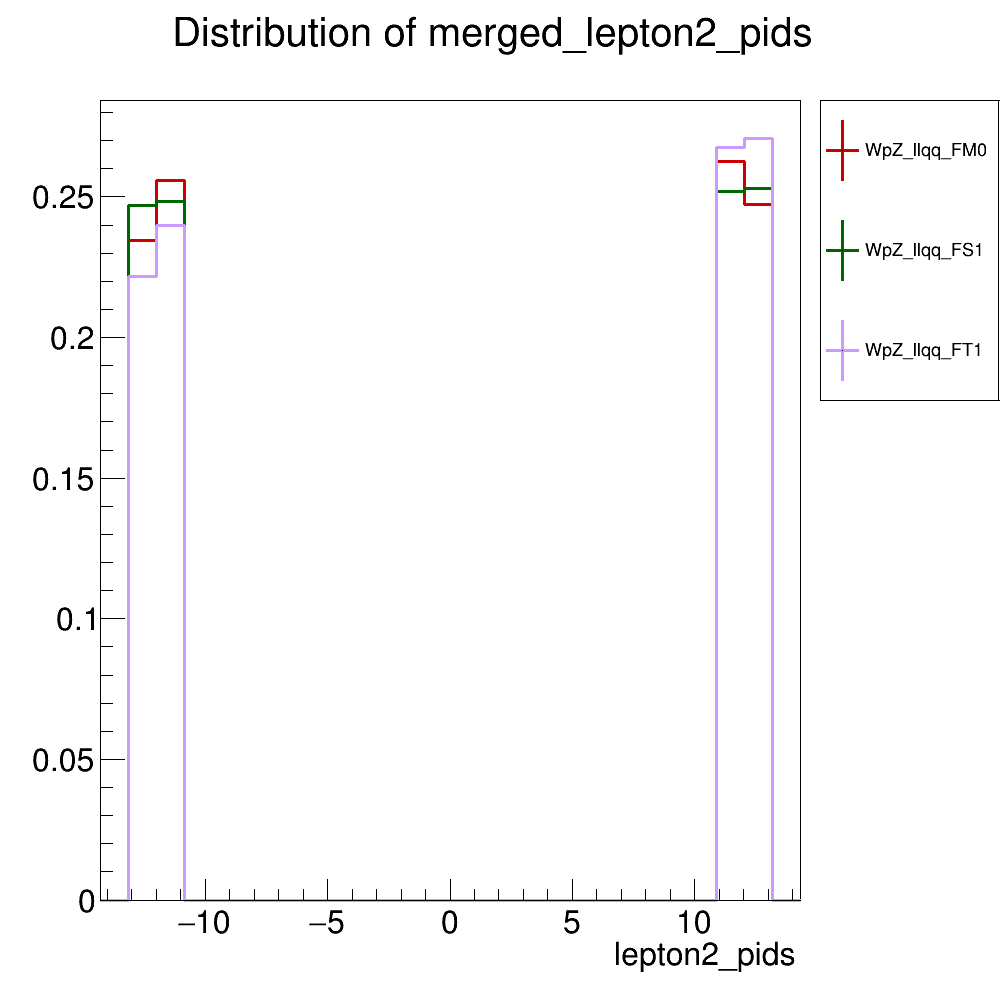 Distribution of merged_lepton2_pids
0.25
0.2
0.15
0.1
0.05
0
−10
−5
0
5
10
lepton2_pids
WpZ_llqq_FM0
WpZ_llqq_FS1
WpZ_llqq_FT1